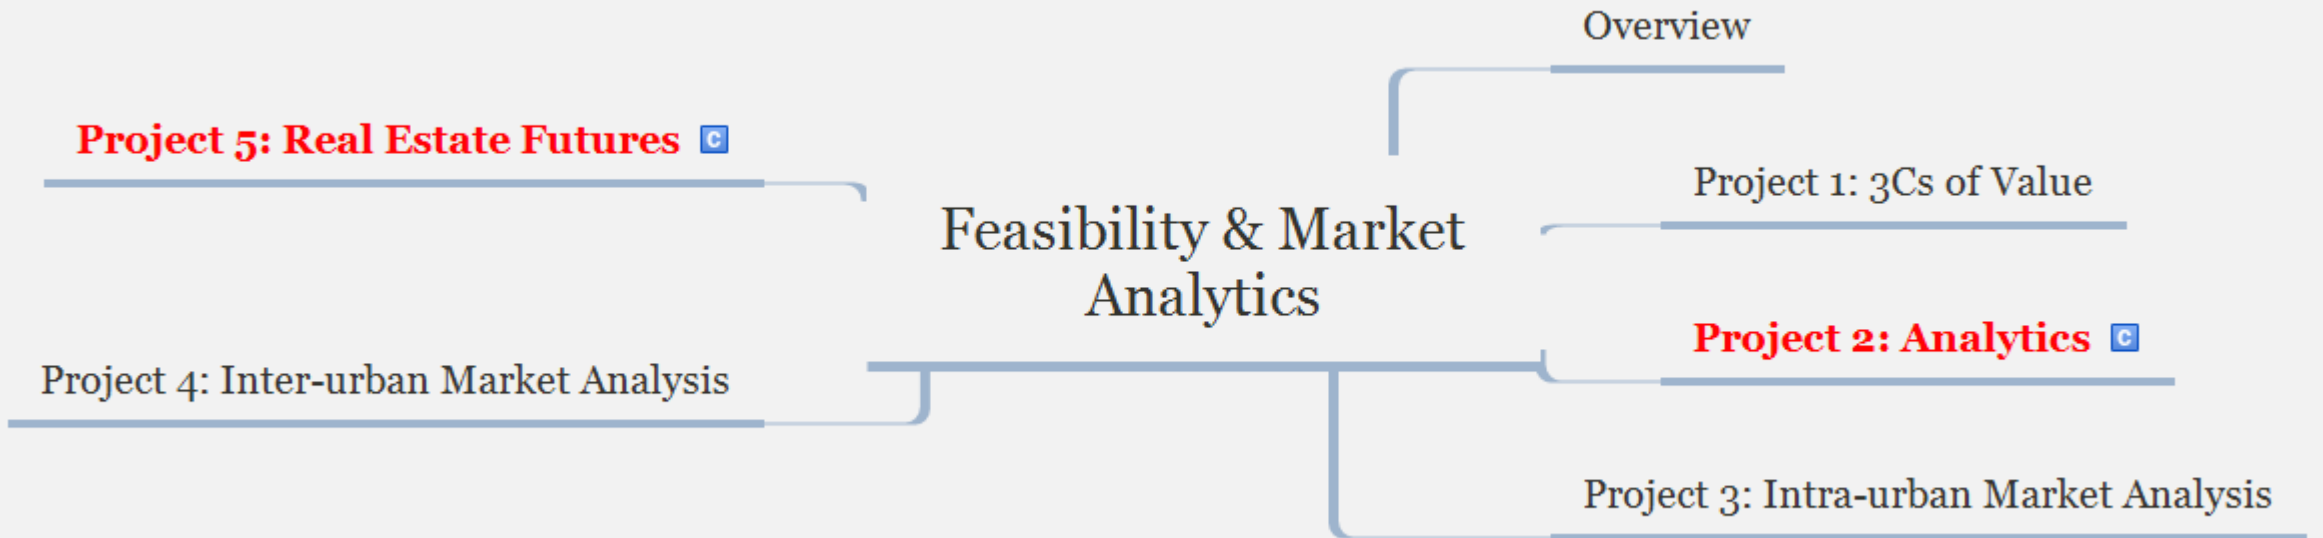 Overview
Project 5: Real Estate Futures C
Project 1: 3Cs of Value
Feasibility & Market
Analytics
Project 2: Analytics C
Project 4: Inter-urban Market Analysis
Project 3: Intra-urban Market Analysis